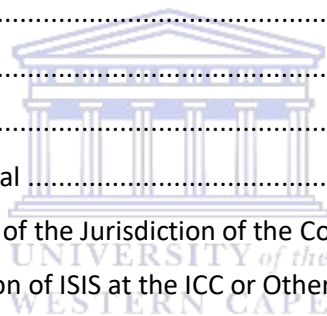 ................................................
................................................
................................................
al ............................................
of the Jurisdiction of the Co
UNIVERSITY of the
on of ISIS at the ICC or Other
WESTERN CAPE